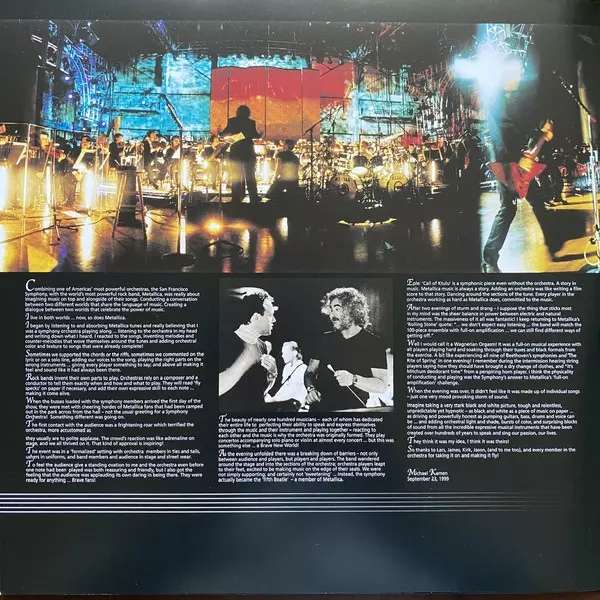 Combining one of Americas' most powerful orchestras, the San Francisco
Symphony, with the world's most powerful rock band, Metallica, was really about
imagining music on top and alongside of their songs. Conducting a conversation
between two different worlds that share the language of music. Creating a
dialogue between two worlds that celebrate the power of music.
I live in both worlds ... now, so does Metallica.
I began by listening to and absorbing Metallica tunes and really believing that I
was a symphony orchestra playing along ... listening to the orchestra in my head
and writing down what I heard. I reacted to the songs, inventing melodies and
counter-melodies that wove themselves around the tunes and adding orchestral
color and texture to songs that were already complete!
Sometimes we supported the chords or the riffs, sometimes we commented on the
lyric or on a solo line, adding our voices to the song, playing the right parts on the
wrong instruments ... giving every player something to say; and above all making it
feel and sound like it had always been there.
Rock bands invent their own parts to play. Orchestras rely on a composer and a
conductor to tell them exactly when and how and what to play. They will read 'fly
specks' on paper if necessary, and add their own expressive skill to each note ...
making it come alive.
When the buses loaded with the symphony members arrived the first day of the
show, they were met with cheering hordes of Metallica fans that had been camped
out in the park across from the hall - not the usual greeting for a Symphony
Orchestra! Something different was going on.
The first contact with the audience was a frightening roar which terrified the
orchestra, more accustomed as
they usually are to polite applause. The crowd's reaction was like adrenaline on
stage, and we all thrived on it. That kind of appreciation is inspiring!
The event was in a 'formalized' setting with orchestra members in ties and tails,
ushers in uniform, and band members and audience in stage and street wear.
To feel the audience give a standing ovation to me and the orchestra even before
one note had been played was both reassuring and friendly, but I also got the
feeling that the audience was applauding its own daring in being there. They were
ready for anything ... Brave fans!
The beauty of nearly one hundred musicians – each of whom has dedicated
their entire life to perfecting their ability to speak and express themselves
through the music and their instrument and playing together – reacting to
each other and the music is why the orchestra was originally formed. They play
concertos accompanying solo piano or violin at almost every concert ... but this was
something else ... A Brave New World!
As the evening unfolded there was a breaking down of barriers - not only
between audience and players, but players and players. The band wandered
around the stage and into the sections of the orchestra; orchestra players leapt
to their feet, excited to be making music on the edge of their seats. We were
not simply supporting; and certainly not 'sweetening' ... instead, the symphony
actually became the "fifth Beatle" – a member of Metallica.
Epic: 'Call of Ktulu' is a symphonic piece even without the orchestra. A story in
music. Metallica music is always a story. Adding an orchestra was like writing a film
score to that story. Dancing around the sections of the tune. Every player in the
orchestra working as hard as Metallica does, committed to the music.
After two evenings of sturm and drang – I suppose the thing that sticks most
in my mind was the sheer balance in power between electric and natural
instruments. The massiveness of it all was fantastic! I keep returning to Metallica's
'Rolling Stone' quote: "... we don't expect easy listening ... the band will match the
100-piece ensemble with full-on amplification ... we can still find different ways of
getting off."
Well I would call it a Wagnerian Orgasm! It was a full-on musical experience with
all players playing hard and soaking through their tuxes and black formals from
the exercise. A bit like experiencing all nine of Beethoven's symphonies and 'The
Rite of Spring' in one evening! I remember during the intermission hearing string
players saying how they should have brought a dry change of clothes, and "it's
lithium deodorant time" from a perspiring horn player. I think the physicality
of conducting and playing was the Symphony's answer to Metallica's 'full-on
amplification' challenge.
When the evening was over, it didn't feel like it was made up of individual songs
– just one very moving provoking storm of sound.
Imagine taking a very stark black and white picture, tough and relentless,
unpredictable yet hypnotic – as black and white as a piece of music on paper ...
as driving and powerfully honest as pumping guitars, bass, drums and voice can
be ... and adding orchestral light and shade, bursts of color, and surprising blocks
of sound from all the incredible expressive musical instruments that have been
created over hundreds of years to speak and sing our passion, our lives.
They think it was my idea, I think it was theirs!
So thanks to Lars, James, Kirk, Jason, (and to me too), and every member in the
orchestra for taking it on and making it fly!
Michael Kamen
September 23, 1999